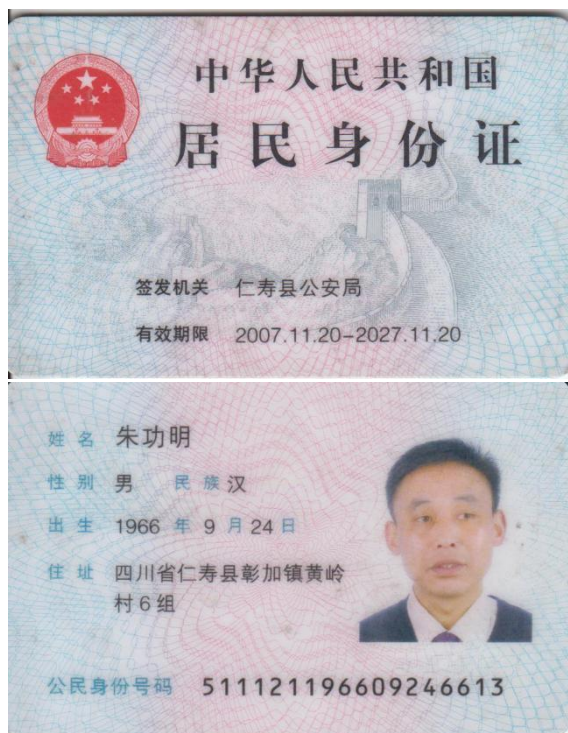 中华人民共和国
居民身份证
签发机关 仁寿县公安局
有效期限 2007.11.20-2027.11.20
姓名 朱功明
性别 男 民族 汉
出生 1966 年 9 月 24 日
住址 四川省仁寿县彰加镇黄岭
村6组
公民身份号码 511121196609246613